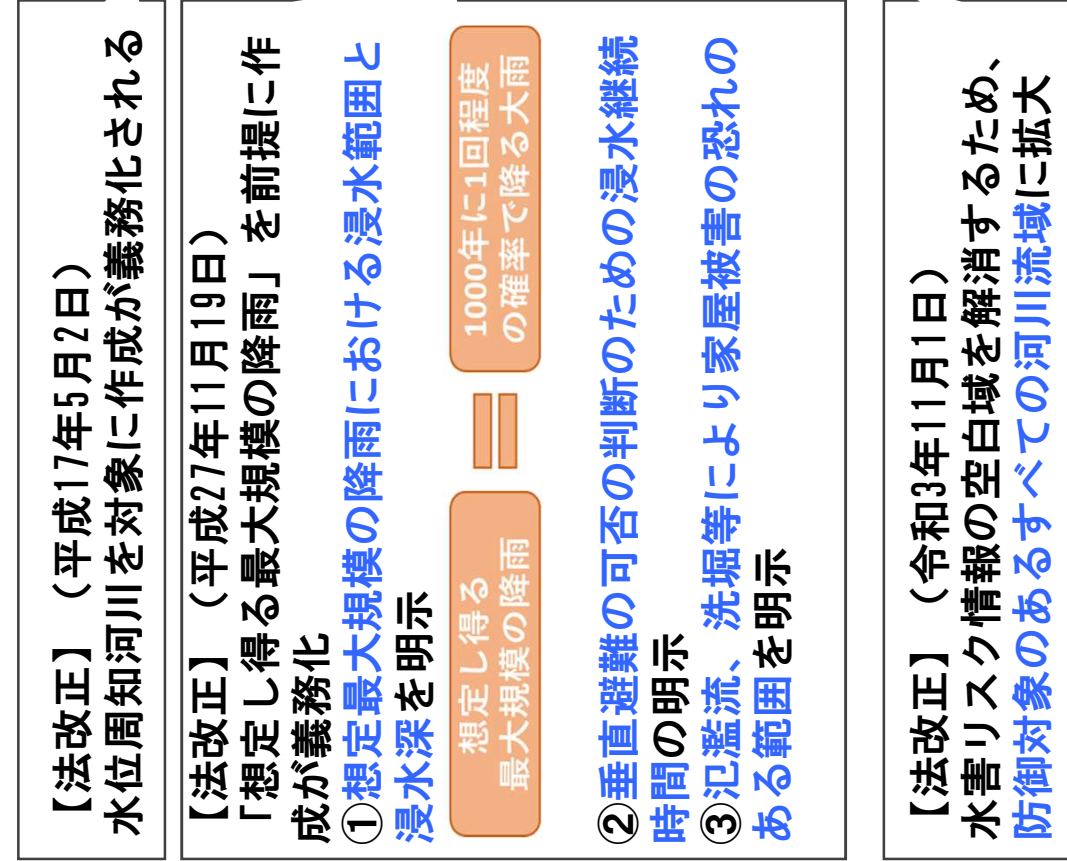 【法改正】（平成17年5月2日）
水位周知河川を対象に作成が義務化される
【法改正】（平成27年11月19日）
「想定し得る最大規模の降雨」を前提に作
成が義務化
①想定最大規模の降雨における浸水範囲と
浸水深を明示
想定し得る
最大規模の降雨
＝
1000年に1回程度
の確率で降る大雨
②垂直避難の可否の判断のための浸水継続
時間の明示
③氾濫流、洗堀等により家屋被害の恐れの
ある範囲を明示
【法改正】（令和3年11月1日）
水害リスク情報の空白域を解消するため、
防御対象のあるすべての河川流域に拡大